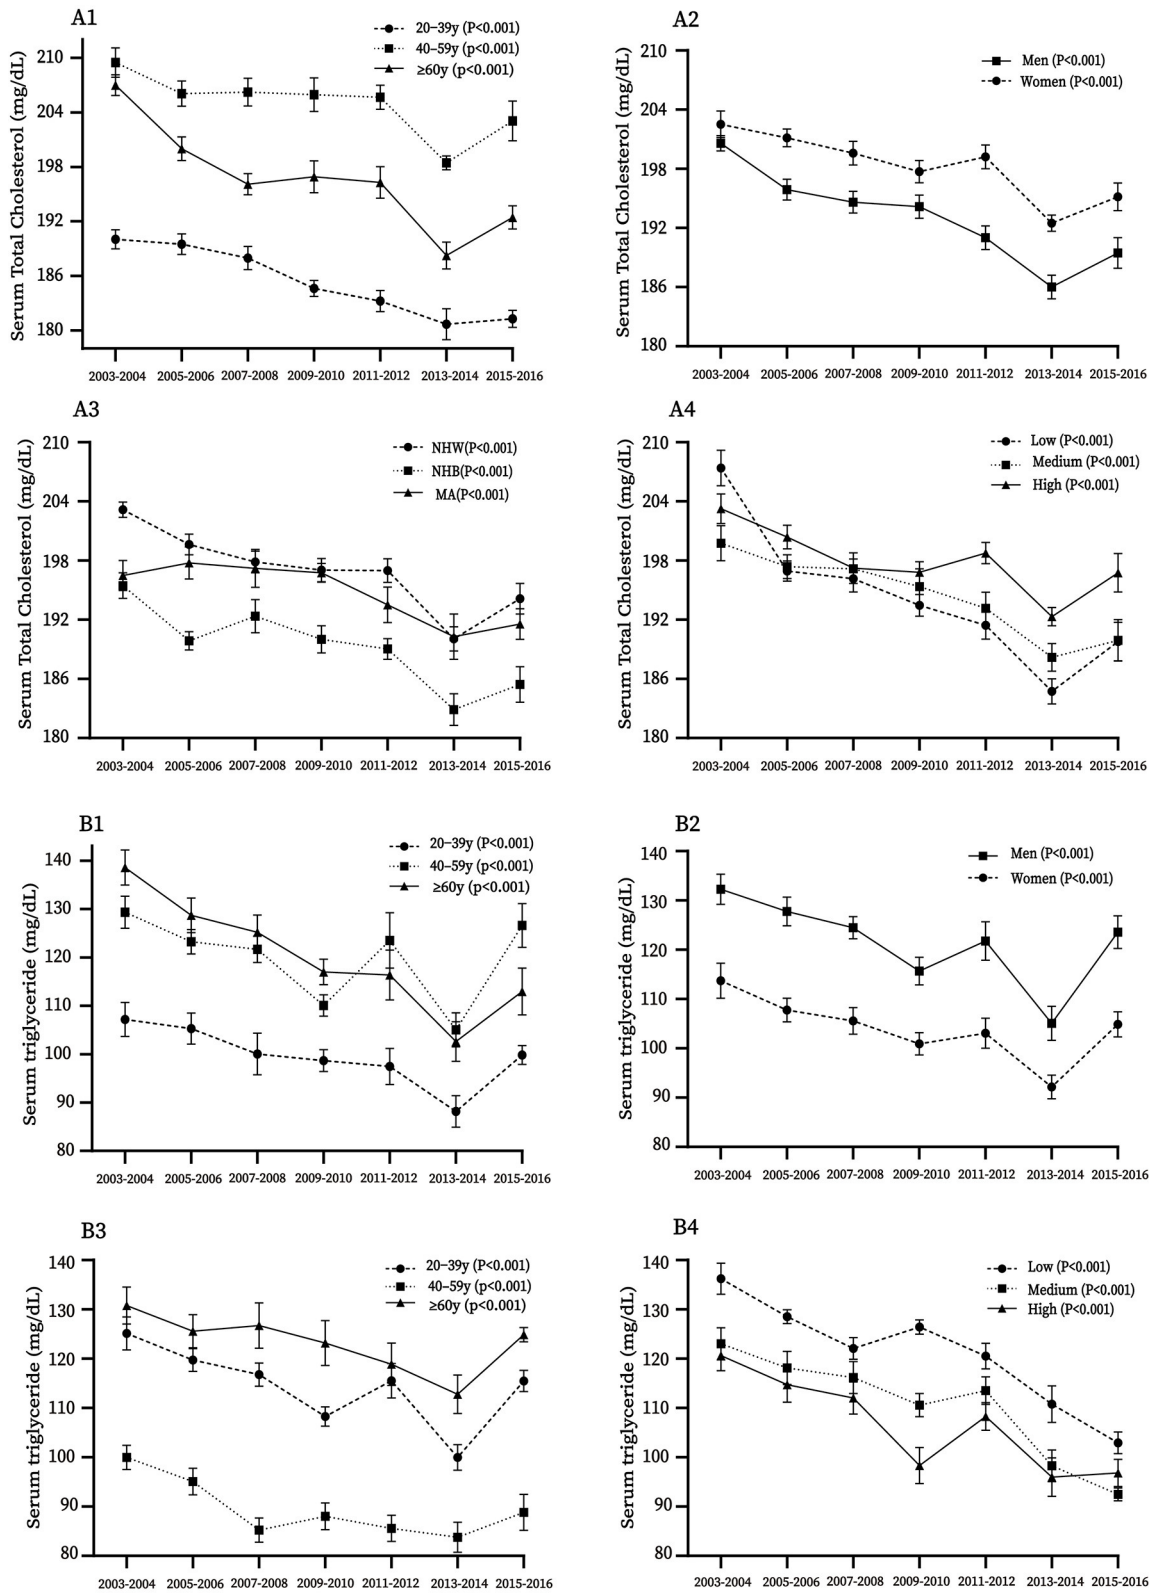 A1
20–39y (P<0.001)
40–59y (p<0.001)
≥60y (p<0.001)
Serum Total Cholesterol (mg/dL)
210
204
198
192
186
180
2003-2004 2005-2006 2007-2008 2009-2010 2011-2012 2013-2014 2015-2016
A2
Men (P<0.001)
Women (P<0.001)
Serum Total Cholesterol (mg/dL)
210
204
198
192
186
180
2003-2004 2005-2006 2007-2008 2009-2010 2011-2012 2013-2014 2015-2016
A3
NHW(P<0.001)
NHB(P<0.001)
MA(P<0.001)
Serum Total Cholesterol (mg/dL)
210
204
198
192
186
180
2003-2004 2005-2006 2007-2008 2009-2010 2011-2012 2013-2014 2015-2016
A4
Low (P<0.001)
Medium (P<0.001)
High (P<0.001)
Serum Total Cholesterol (mg/dL)
210
204
198
192
186
180
2003-2004 2005-2006 2007-2008 2009-2010 2011-2012 2013-2014 2015-2016
B1
20–39y (P<0.001)
40–59y (p<0.001)
≥60y (p<0.001)
Serum triglyceride (mg/dL)
140
130
120
110
100
90
80
2003-2004 2005-2006 2007-2008 2009-2010 2011-2012 2013-2014 2015-2016
B2
Men (P<0.001)
Women (P<0.001)
Serum triglyceride (mg/dL)
140
130
120
110
100
90
80
2003-2004 2005-2006 2007-2008 2009-2010 2011-2012 2013-2014 2015-2016
B3
20–39y (P<0.001)
40–59y (p<0.001)
≥60y (p<0.001)
Serum triglyceride (mg/dL)
140
130
120
110
100
90
80
2003-2004 2005-2006 2007-2008 2009-2010 2011-2012 2013-2014 2015-2016
B4
Low (P<0.001)
Medium (P<0.001)
High (P<0.001)
Serum triglyceride (mg/dL)
140
130
120
110
100
90
80
2003-2004 2005-2006 2007-2008 2009-2010 2011-2012 2013-2014 2015-2016